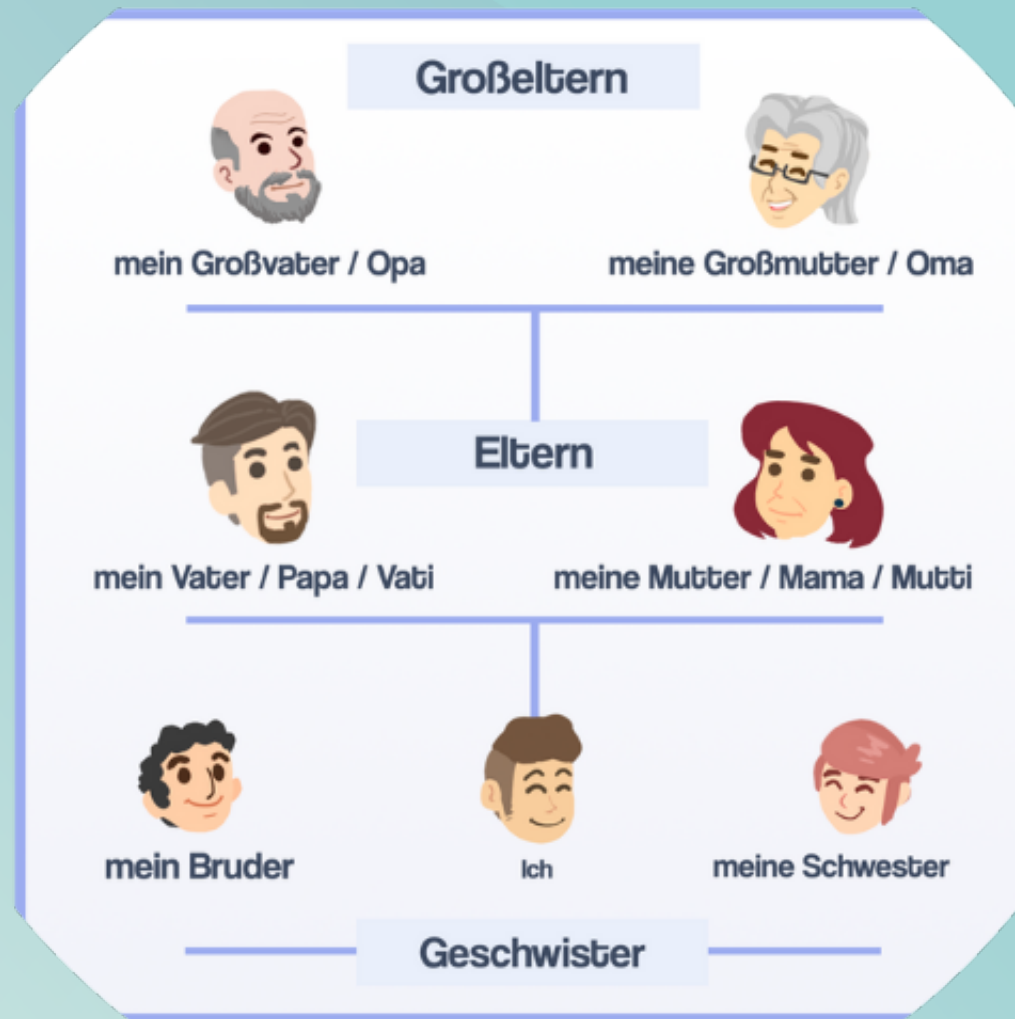 Großeltern
mein Großvater / Opa
meine Großmutter / Oma
Eltern
mein Vater / Papa / Vati
meine Mutter / Mama / Mutti
mein Bruder
Ich
meine Schwester
Geschwister